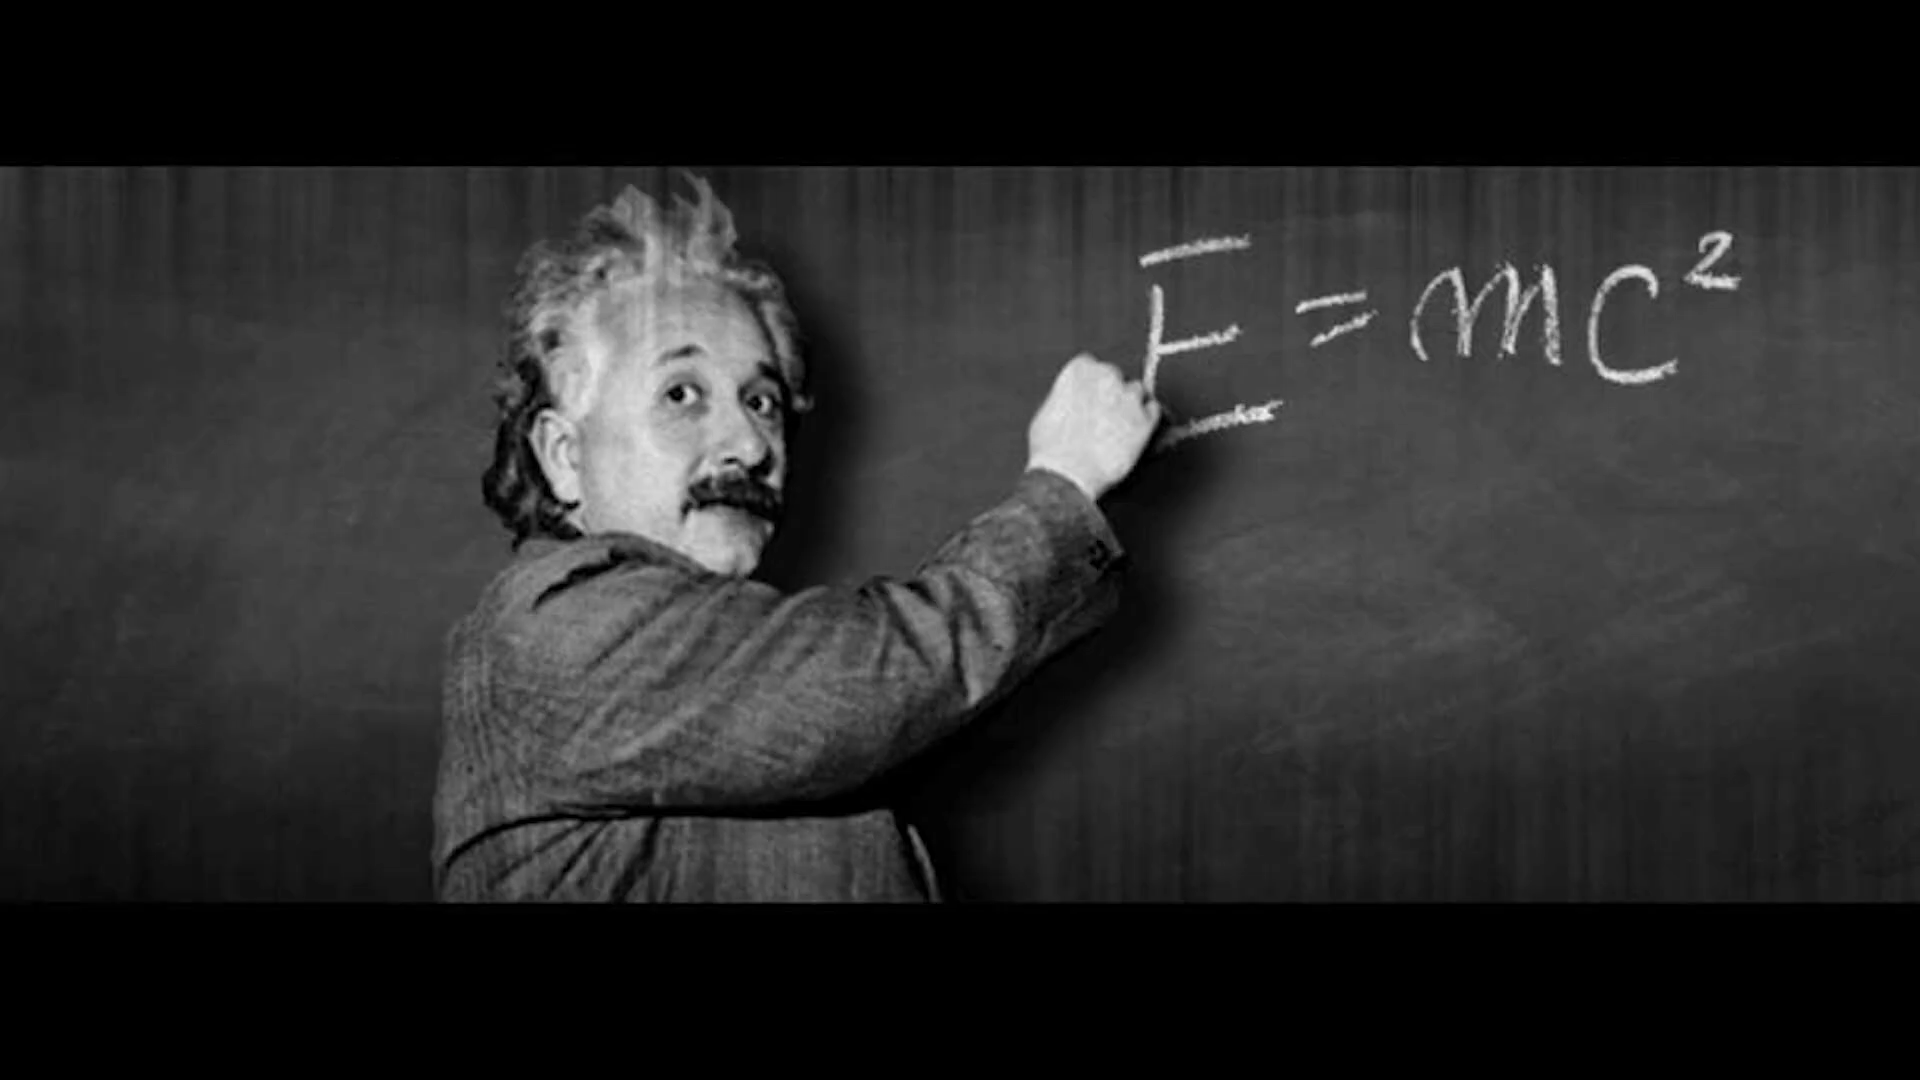 E = mc²